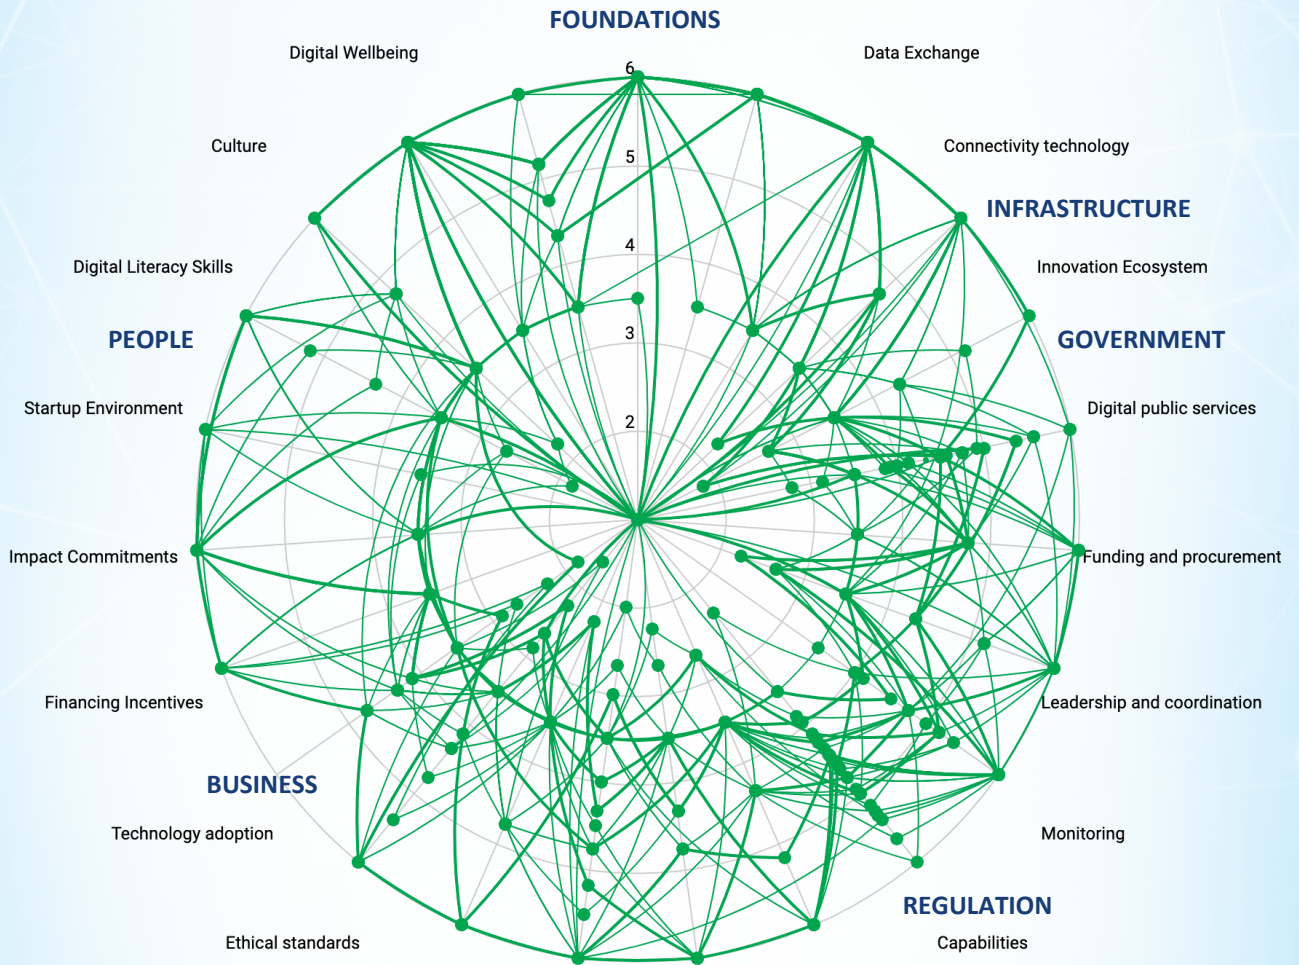 FOUNDATIONS
Digital Wellbeing
Data Exchange
6
Culture
Connectivity technology
5
INFRASTRUCTURE
4
Digital Literacy Skills
Innovation Ecosystem
3
PEOPLE
GOVERNMENT
Startup Environment
Digital public services
2
Impact Commitments
Funding and procurement
Financing Incentives
Leadership and coordination
BUSINESS
Technology adoption
Monitoring
REGULATION
Ethical standards
Capabilities